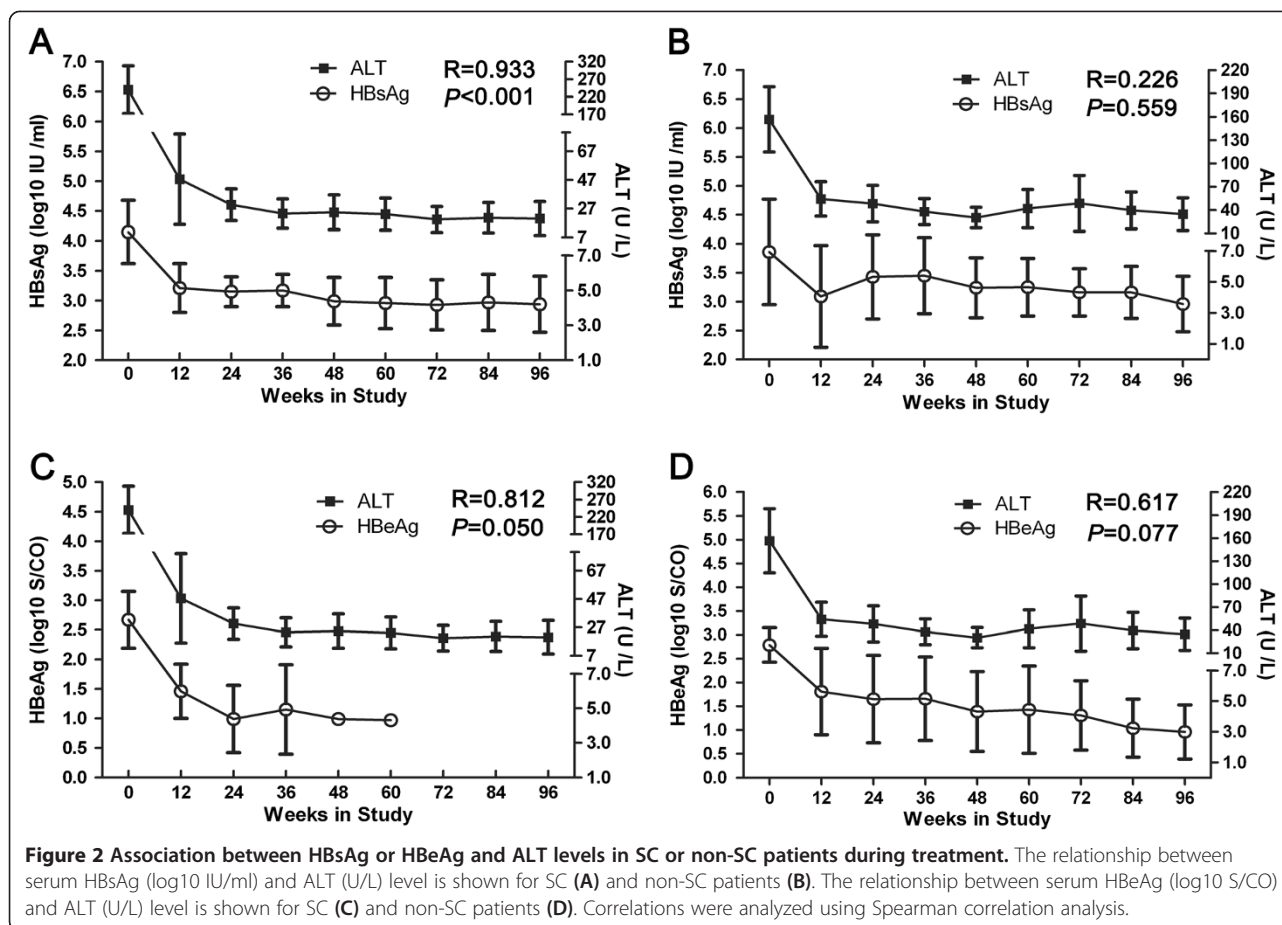 A
7.0
6.5
6.0
5.5
5.0
4.5
4.0
3.5
3.0
2.5
2.0
HBsAg (log10 IU /ml)
ALT
HBsAg
R=0.933
P<0.001
320
270
220
170
67
47
27
7
7.0
5.0
3.0
1.0
ALT (U /L)
0 12 24 36 48 60 72 84 96
Weeks in Study
B
7.0
6.5
6.0
5.5
5.0
4.5
4.0
3.5
3.0
2.5
2.0
HBsAg (log10 IU /ml)
ALT
HBsAg
R=0.226
P=0.559
220
190
160
130
100
70
40
10
7.0
5.0
3.0
1.0
ALT (U /L)
0 12 24 36 48 60 72 84 96
Weeks in Study
C
5.0
4.5
4.0
3.5
3.0
2.5
2.0
1.5
1.0
0.5
0.0
HBeAg (log10 S/CO)
ALT
HBeAg
R=0.812
P=0.050
320
270
220
170
67
47
27
7
7.0
5.0
3.0
1.0
ALT (U /L)
0 12 24 36 48 60 72 84 96
Weeks in Study
D
6.0
5.5
5.0
4.5
4.0
3.5
3.0
2.5
2.0
1.5
1.0
0.5
0.0
HBeAg (log10 S/CO)
ALT
HBeAg
R=0.617
P=0.077
220
190
160
130
100
70
40
10
7.0
5.0
3.0
1.0
ALT (U /L)
0 12 24 36 48 60 72 84 96
Weeks in Study
Figure 2 Association between HBsAg or HBeAg and ALT levels in SC or non-SC patients during treatment. The relationship between
serum HBsAg (log10 IU/ml) and ALT (U/L) level is shown for SC (A) and non-SC patients (B). The relationship between serum HBeAg (log10 S/CO)
and ALT (U/L) level is shown for SC (C) and non-SC patients (D). Correlations were analyzed using Spearman correlation analysis.